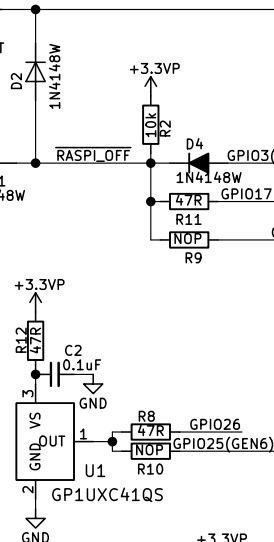 T
D2
1N4148W
+3.3VP
10k
R2
D4
RASPI_OFF
GPIO3(
1
48W
1N4148W
47R
GPIO17
R11
NOP
R9
+3.3VP
R12
47R
C2
0.1uF
GND
3
VS
OUT
GND
1
2
U1
GP1UXC41QS
R8
47R
GPIO26
NOP
GPIO25(GEN6)
R10
GND
+3.3VP